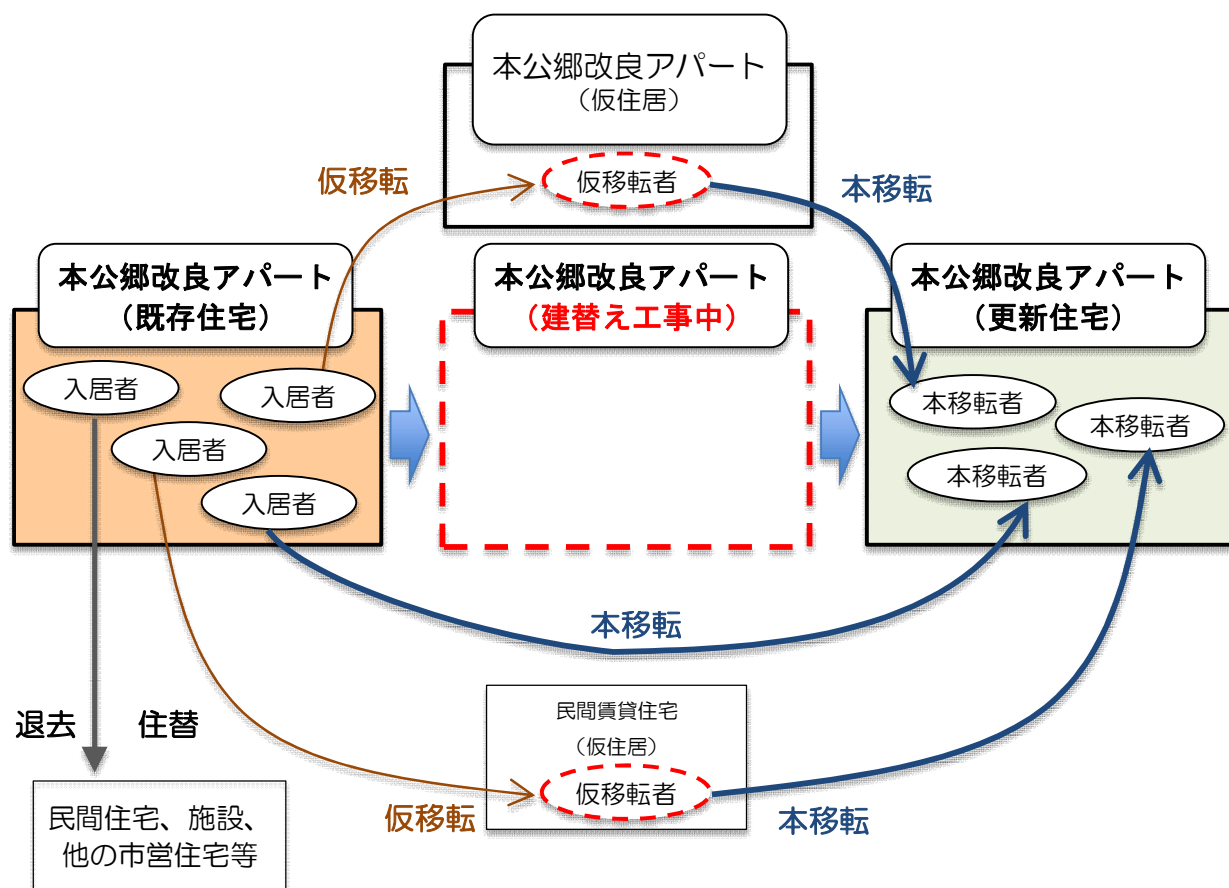 本公郷改良アパート
（仮住居）
仮移転者
仮移転
本移転
本公郷改良アパート
（既存住宅）
本公郷改良アパート
（建替え工事中）
本公郷改良アパート
（更新住宅）
入居者
入居者
入居者
入居者
本移転者
本移転者
本移転者
本移転
退去
住替
民間賃貸住宅
（仮住居）
仮移転者
仮移転
本移転
民間住宅、施設、
他の市営住宅等